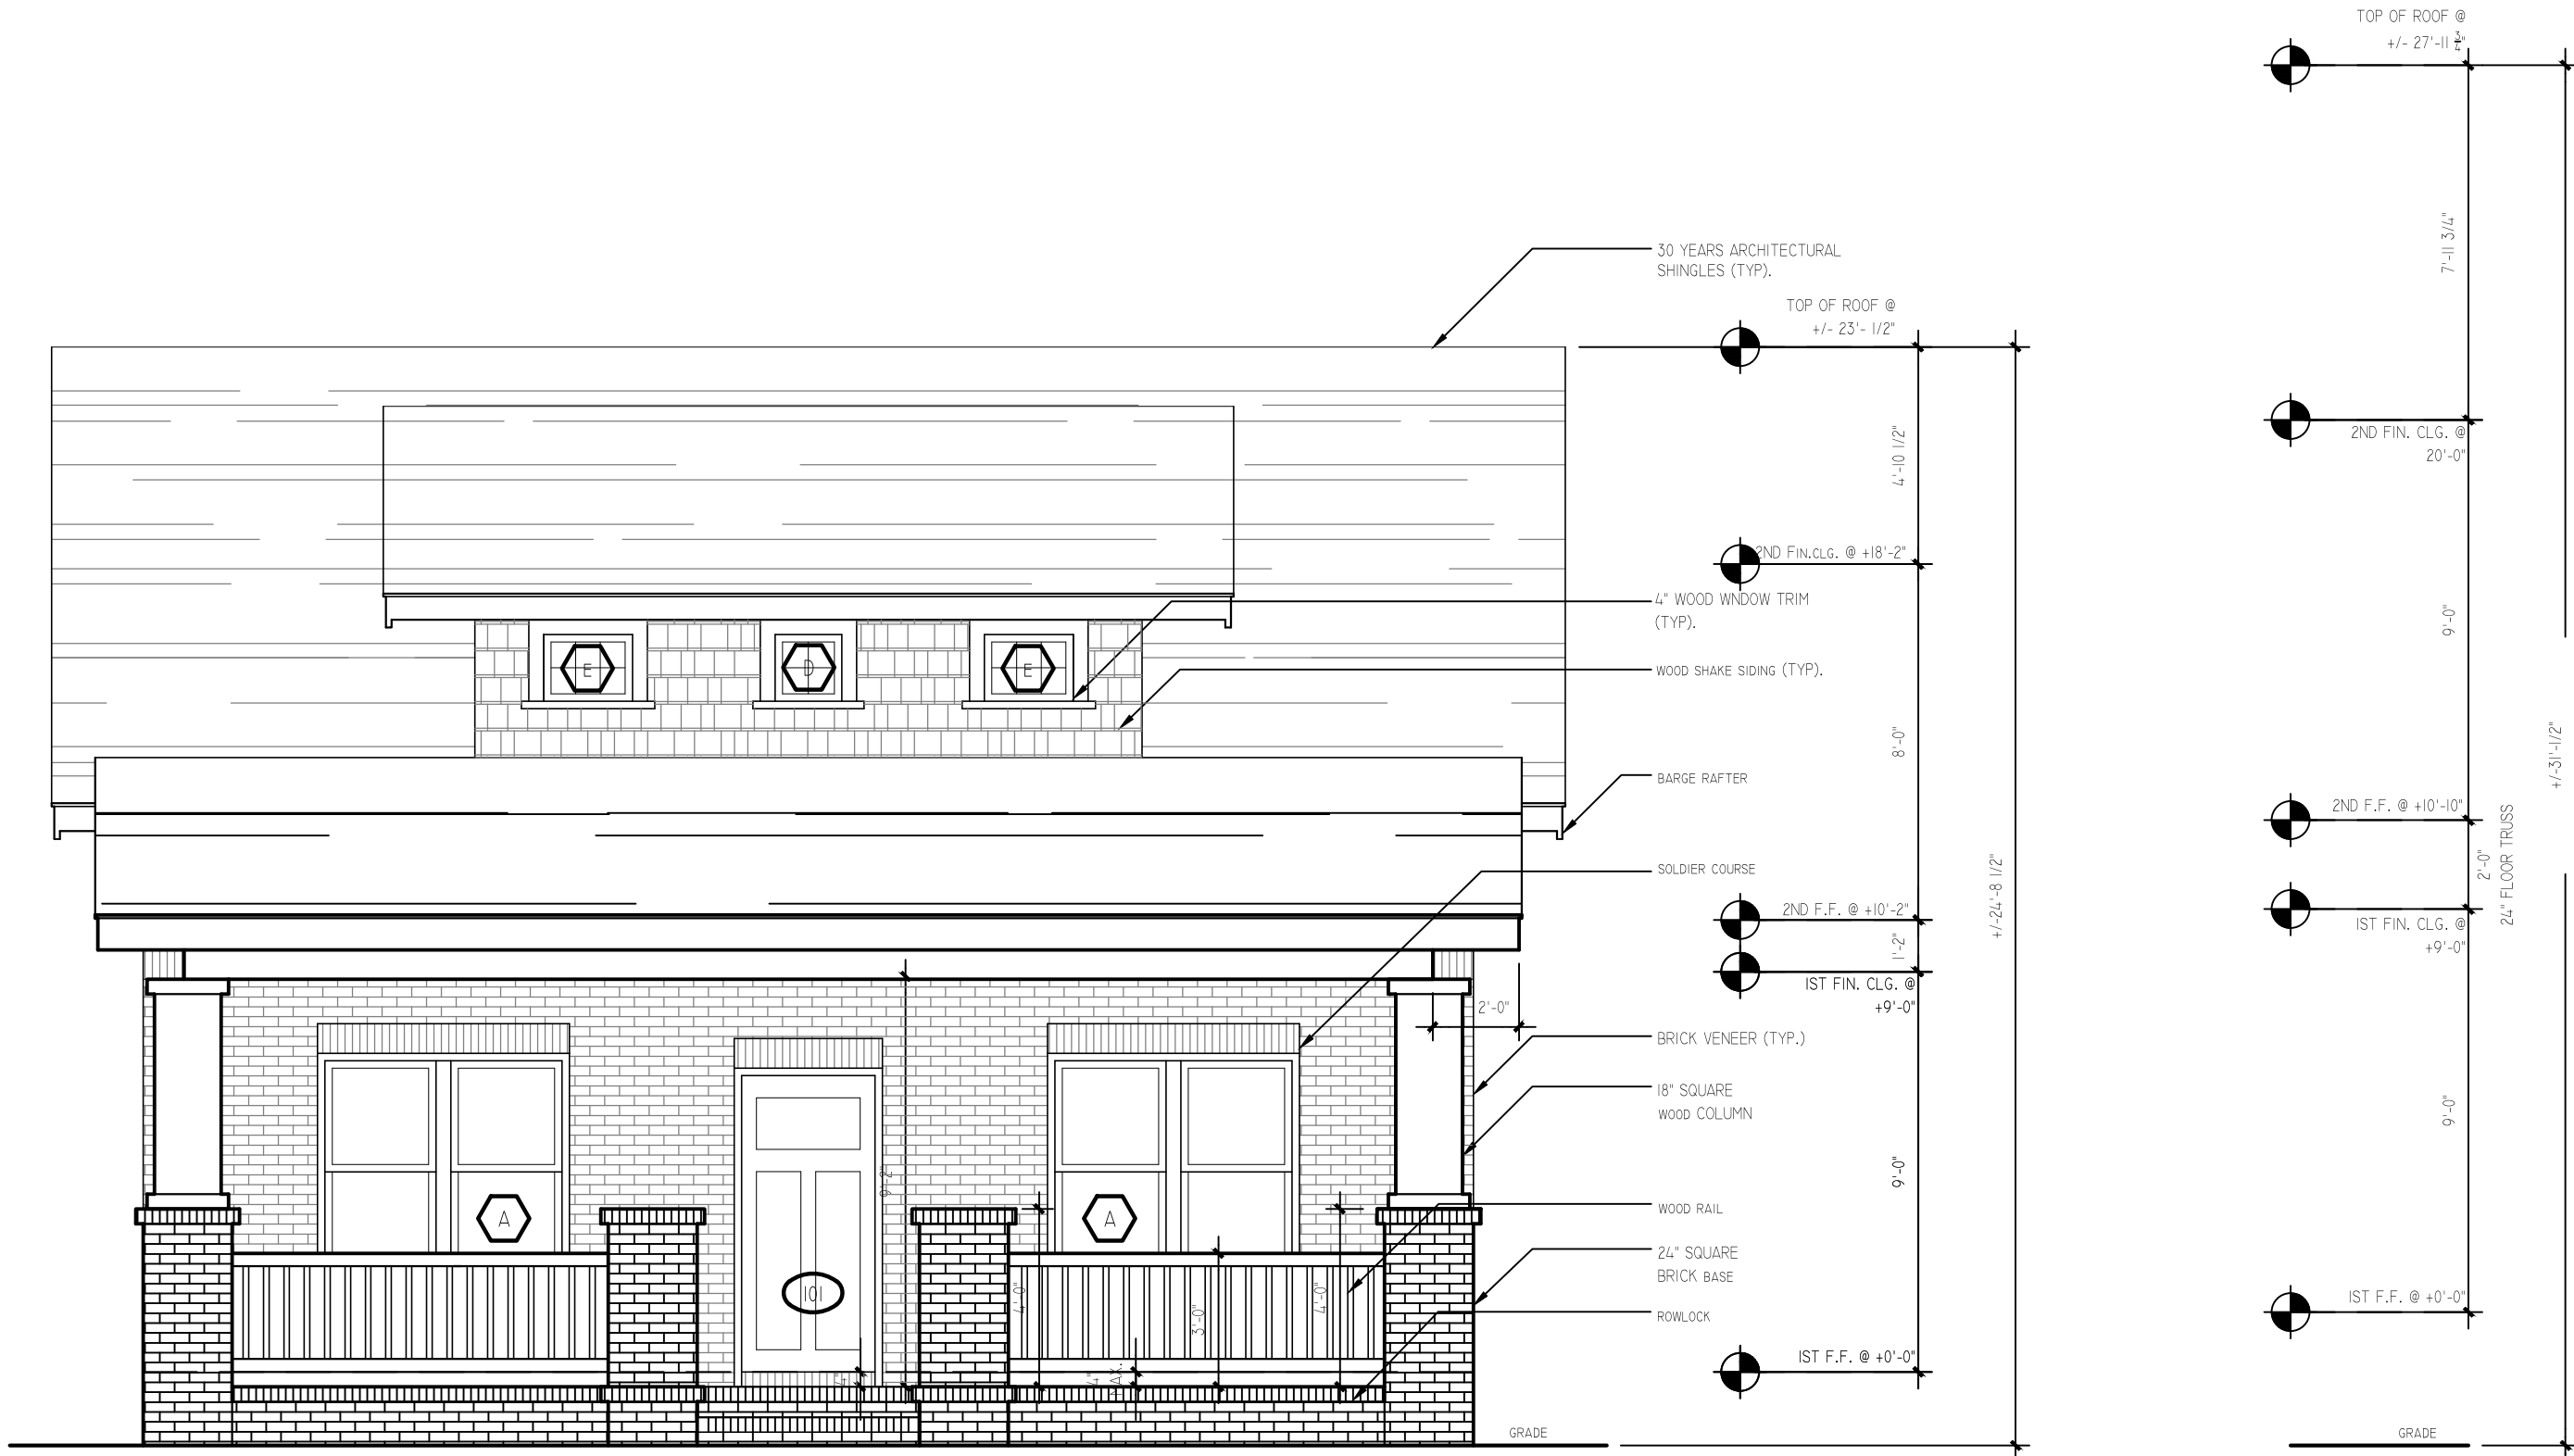 TOP OF ROOF @
+/- 27'-11 3/4"
7'-11 3/4"
30 YEARS ARCHITECTURAL
SHINGLES (TYP).
TOP OF ROOF @
+/- 23'- 1/2"
4'-10 1/2"
2ND FIN. CLG. @
20'-0"
2ND FIN.CLG. @ +18'-2"
4" WOOD WNDOW TRIM
(TYP).
9'-0"
E
D
E
WOOD SHAKE SIDING (TYP).
8'-0"
+/-31'-1/2"
BARGE RAFTER
2ND F.F. @ +10'-10"
2'-0"
24" FLOOR TRUSS
SOLDIER COURSE
+/-24'-8 1/2"
2ND F.F. @ +10'-2"
1'-2"
1ST FIN. CLG. @
+9'-0"
1ST FIN. CLG. @
+9'-0"
2'-0"
BRICK VENEER (TYP.)
18" SQUARE
WOOD COLUMN
9'-0"
9'-0"
9'-2"
A
A
WOOD RAIL
24" SQUARE
BRICK BASE
101
4'-0"
3'-0"
4'-0"
ROWLOCK
1ST F.F. @ +0'-0"
1ST F.F. @ +0'-0"
4"
4"
MAX.
GRADE
GRADE